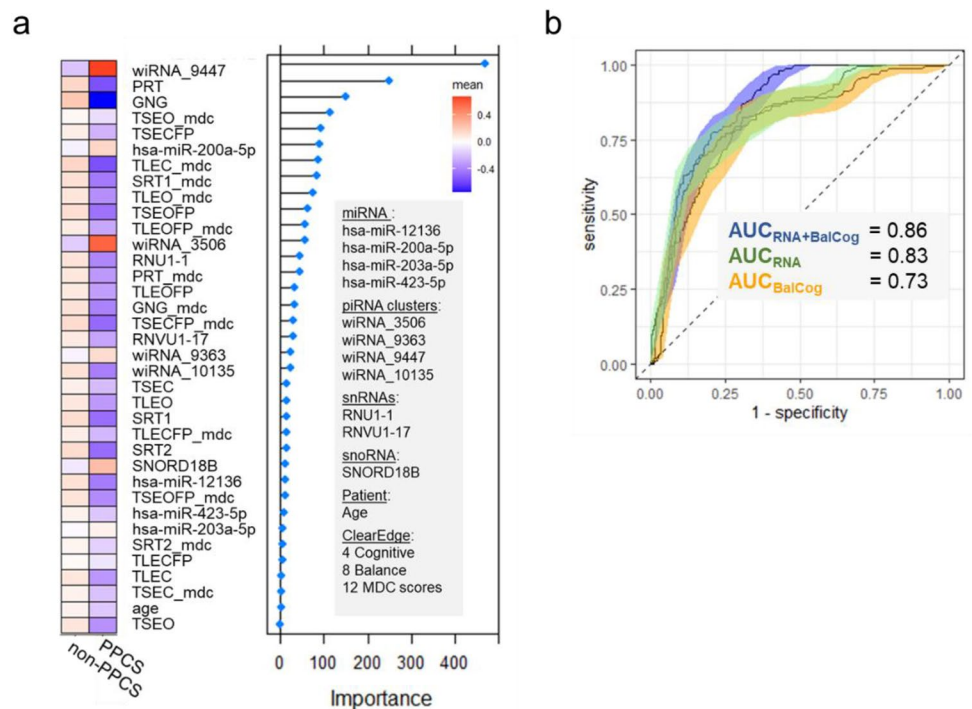 a
wiRNA_9447
PRT
GNG
TSEO_mdc
TSECFP
hsa-miR-200a-5p
TLEC_mdc
SRT1_mdc
TLEO_mdc
TSEOFP
TLEOFP_mdc
wiRNA_3506
RNU1-1
PRT_mdc
TLEOFP
GNG_mdc
TSECFP_mdc
RNVU1-17
wiRNA_9363
wiRNA_10135
TSEC
TLEO
SRT1
TLECFP_mdc
SRT2
SNORD18B
hsa-miR-12136
TSEOFP_mdc
hsa-miR-423-5p
hsa-miR-203a-5p
SRT2_mdc
TLECFP
TLEC
TSEC_mdc
age
TSEO
PPCS
non-PPCS
mean
0.4
0.0
-0.4
miRNA :
hsa-miR-12136
hsa-miR-200a-5p
hsa-miR-203a-5p
hsa-miR-423-5p
piRNA clusters:
wiRNA_3506
wiRNA_9363
wiRNA_9447
wiRNA_10135
snRNAs:
RNU1-1
RNVU1-17
snoRNA:
SNORD18B
Patient:
Age
ClearEdge:
4 Cognitive
8 Balance
12 MDC scores
0 100 200 300 400
Importance
b
1.00
0.75
0.50
0.25
0.00
sensitivity
AUCRNA+BalCog = 0.86
AUCRNA = 0.83
AUCBalCog = 0.73
0.00 0.25 0.50 0.75 1.00
1 - specificity